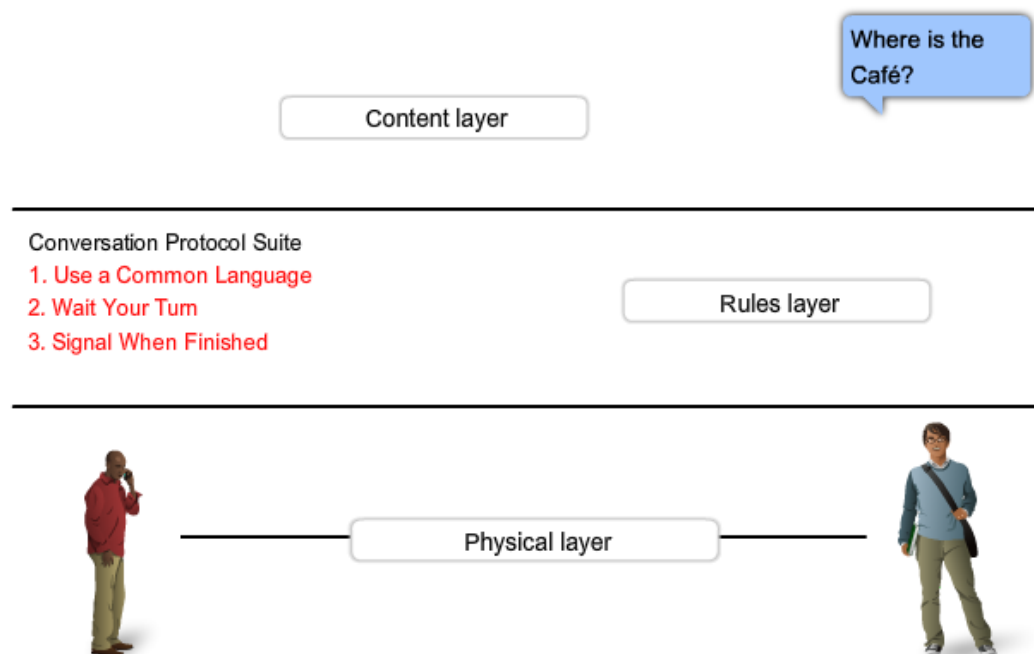 Where is the
Café?
Content layer
Conversation Protocol Suite
1. Use a Common Language
2. Wait Your Turn
3. Signal When Finished
Rules layer
Physical layer